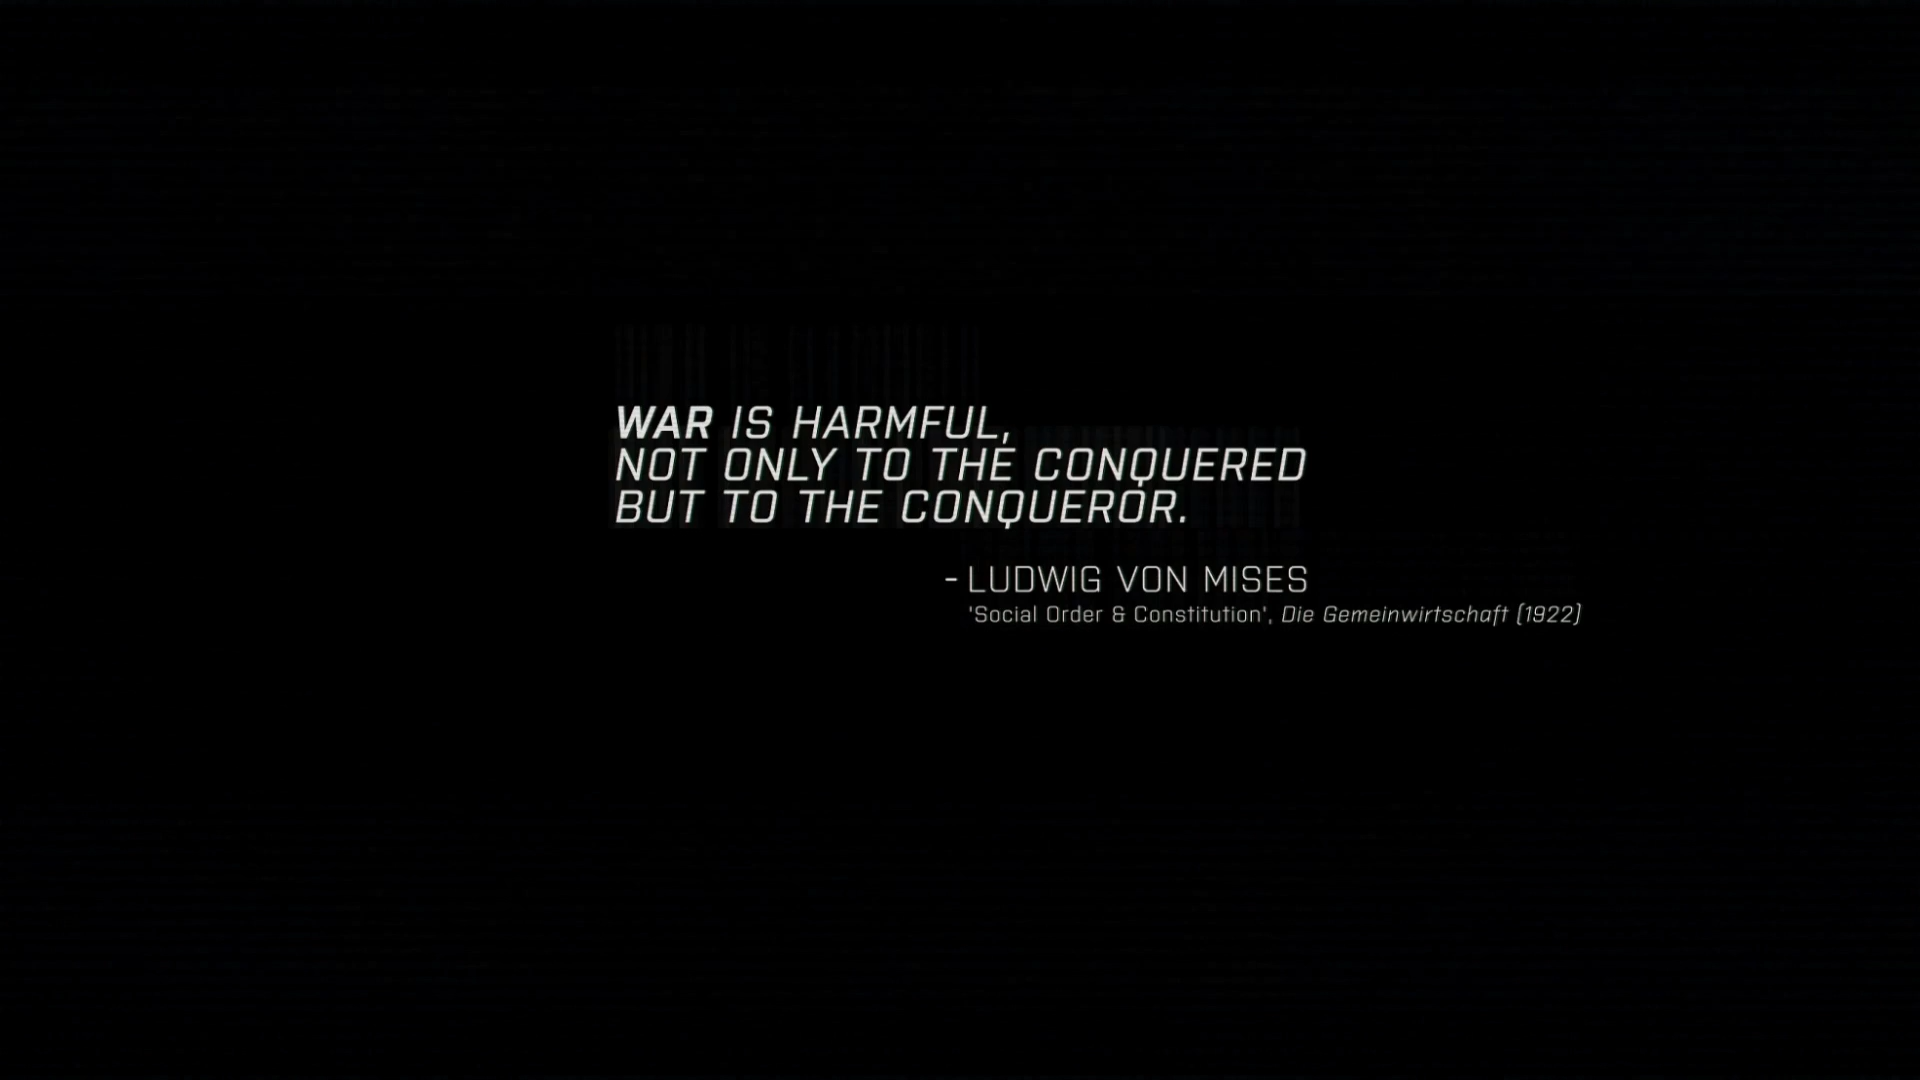 WAR IS HARMFUL,
NOT ONLY TO THE CONQUERED
BUT TO THE CONQUEROR.
- LUDWIG VON MISES
'Social Order & Constitution', Die Gemeinwirtschaft (1922)